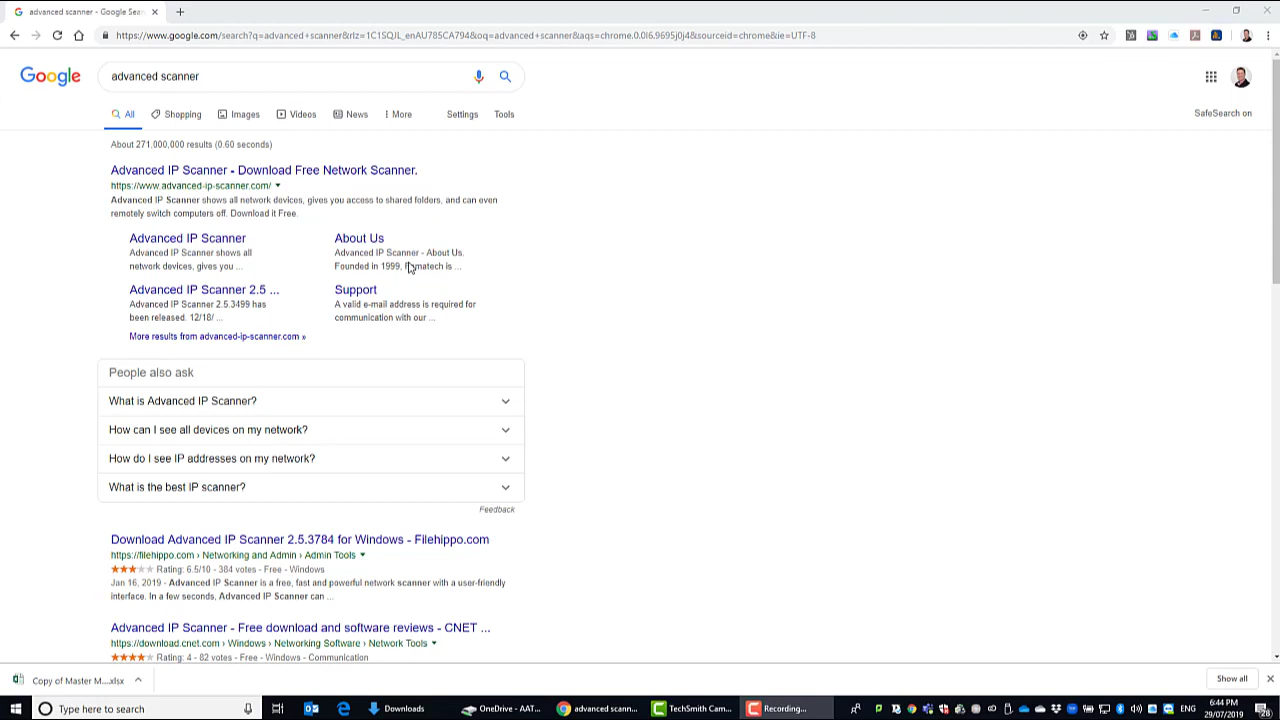 advanced scanner - Google Sear
https://www.google.com/search?q=advanced+scanner&rlz=1C1SQJL_enAU785CA794&oq=advanced+scanner&aqs=chrome.0.0l6.9695j0j4&sourceid=chrome&ie=UTF-8
Google
advanced scanner
All
Shopping
Images
Videos
News
More
Settings
Tools
SafeSearch on
About 271,000,000 results (0.60 seconds)
Advanced IP Scanner - Download Free Network Scanner.
https://www.advanced-ip-scanner.com/
Advanced IP Scanner shows all network devices, gives you access to shared folders, and can even
remotely switch computers off. Download it Free.
Advanced IP Scanner
Advanced IP Scanner shows all
network devices, gives you ...
About Us
Advanced IP Scanner - About Us.
Founded in 1999, is ...
Advanced IP Scanner 2.5 ...
Advanced IP Scanner 2.5.3499 has
been released. 12/18/ ...
Support
A valid e-mail address is required for
communication with our ...
More results from advanced-ip-scanner.com »
People also ask
What is Advanced IP Scanner?
How can I see all devices on my network?
How do I see IP addresses on my network?
What is the best IP scanner?
Feedback
Download Advanced IP Scanner 2.5.3784 for Windows - Filehippo.com
https://filehippo.com › Networking and Admin › Admin Tools
Rating: 6.5/10 - 384 votes - Free - Windows
Jan 16, 2019 - Advanced IP Scanner is a free, fast and powerful network scanner with a user-friendly
interface. In a few seconds, Advanced IP Scanner can ...
Advanced IP Scanner - Free download and software reviews - CNET ...
https://download.cnet.com › Windows › Networking Software › Network Tools
Rating: 4 - 82 votes - Free - Windows - Communication
Copy of Master M....xlsx
Show all
Type here to search
Downloads
OneDrive - AAT...
advanced scann...
TechSmith Cam...
Recording...
ENG
6:44 PM
29/07/2019